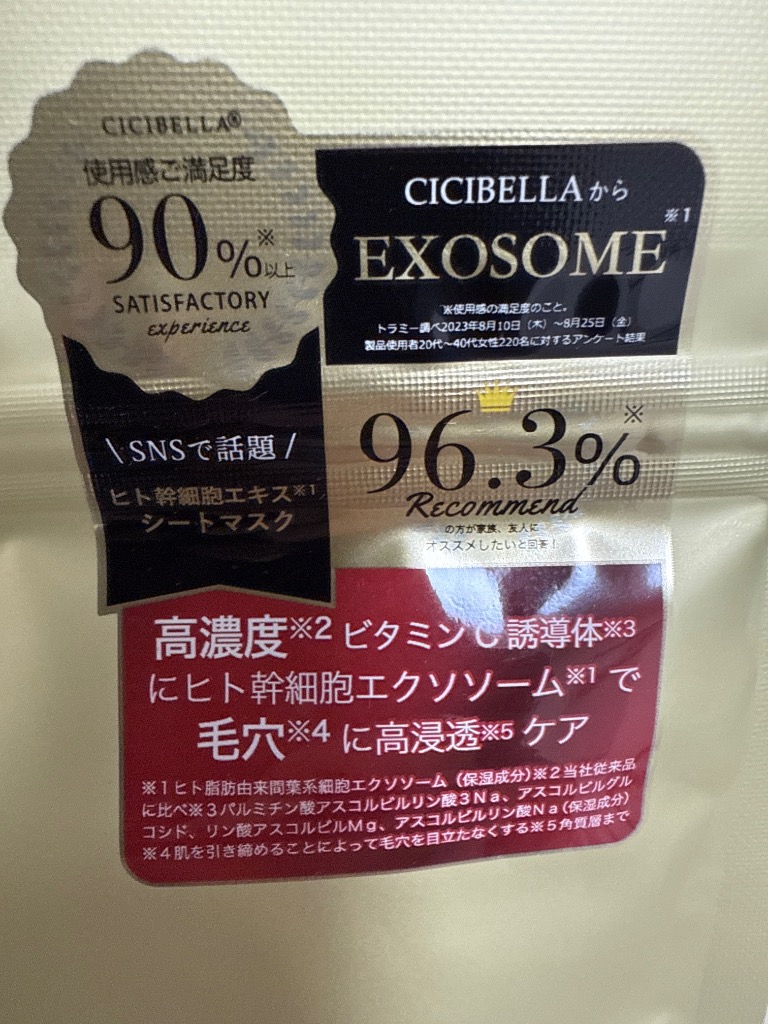 CICIBELLA®
使用感ご満足度
90%※以上
SATISFACTORY
experience
\ SNSで話題 /
ヒト幹細胞エキス※1
シートマスク
CICIBELLAから
EXOSOME※1
※使用感の満足度のこと。
トラミー調べ2023年8月10日（木）～8月25日（金）
製品使用者20代～40代女性220名に対するアンケート結果
96.3%※
Recommend
の方が家族、友人に
オススメしたいと回答！
高濃度※2 ビタミンC誘導体※3
にヒト幹細胞エクソソーム※1 で
毛穴※4 に高浸透※5 ケア
※１ヒト脂肪由来間葉系細胞エクソソーム（保湿成分）※２当社従来品
に比べ※３パルミチン酸アスコルビルリン酸３Ｎａ、アスコルビルグル
コシド、リン酸アスコルビルＭｇ、アスコルビルリン酸Ｎａ（保湿成分）
※４肌を引き締めることによって毛穴を目立たなくする※５角質層まで